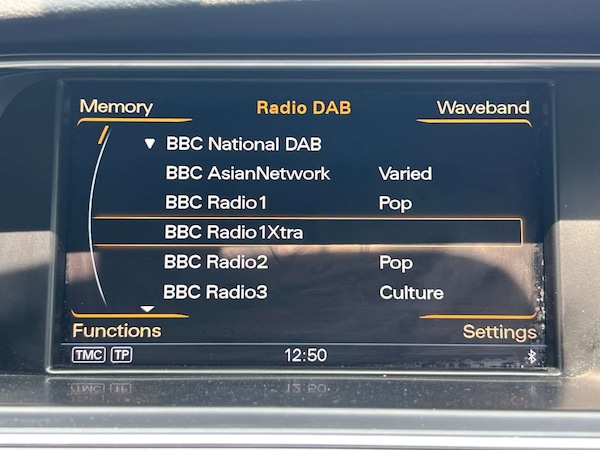 Memory Radio DAB Waveband
BBC National DAB
BBC AsianNetwork Varied
BBC Radio1 Pop
BBC Radio1Xtra
BBC Radio2 Pop
BBC Radio3 Culture
Functions Settings
TMC TP 12:50